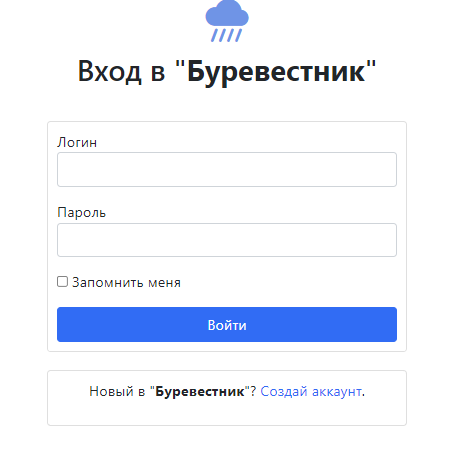 Вход в "Буревестник"
Логин
Пароль
Запомнить меня
Войти
Новый в "Буревестник"? Создай аккаунт.